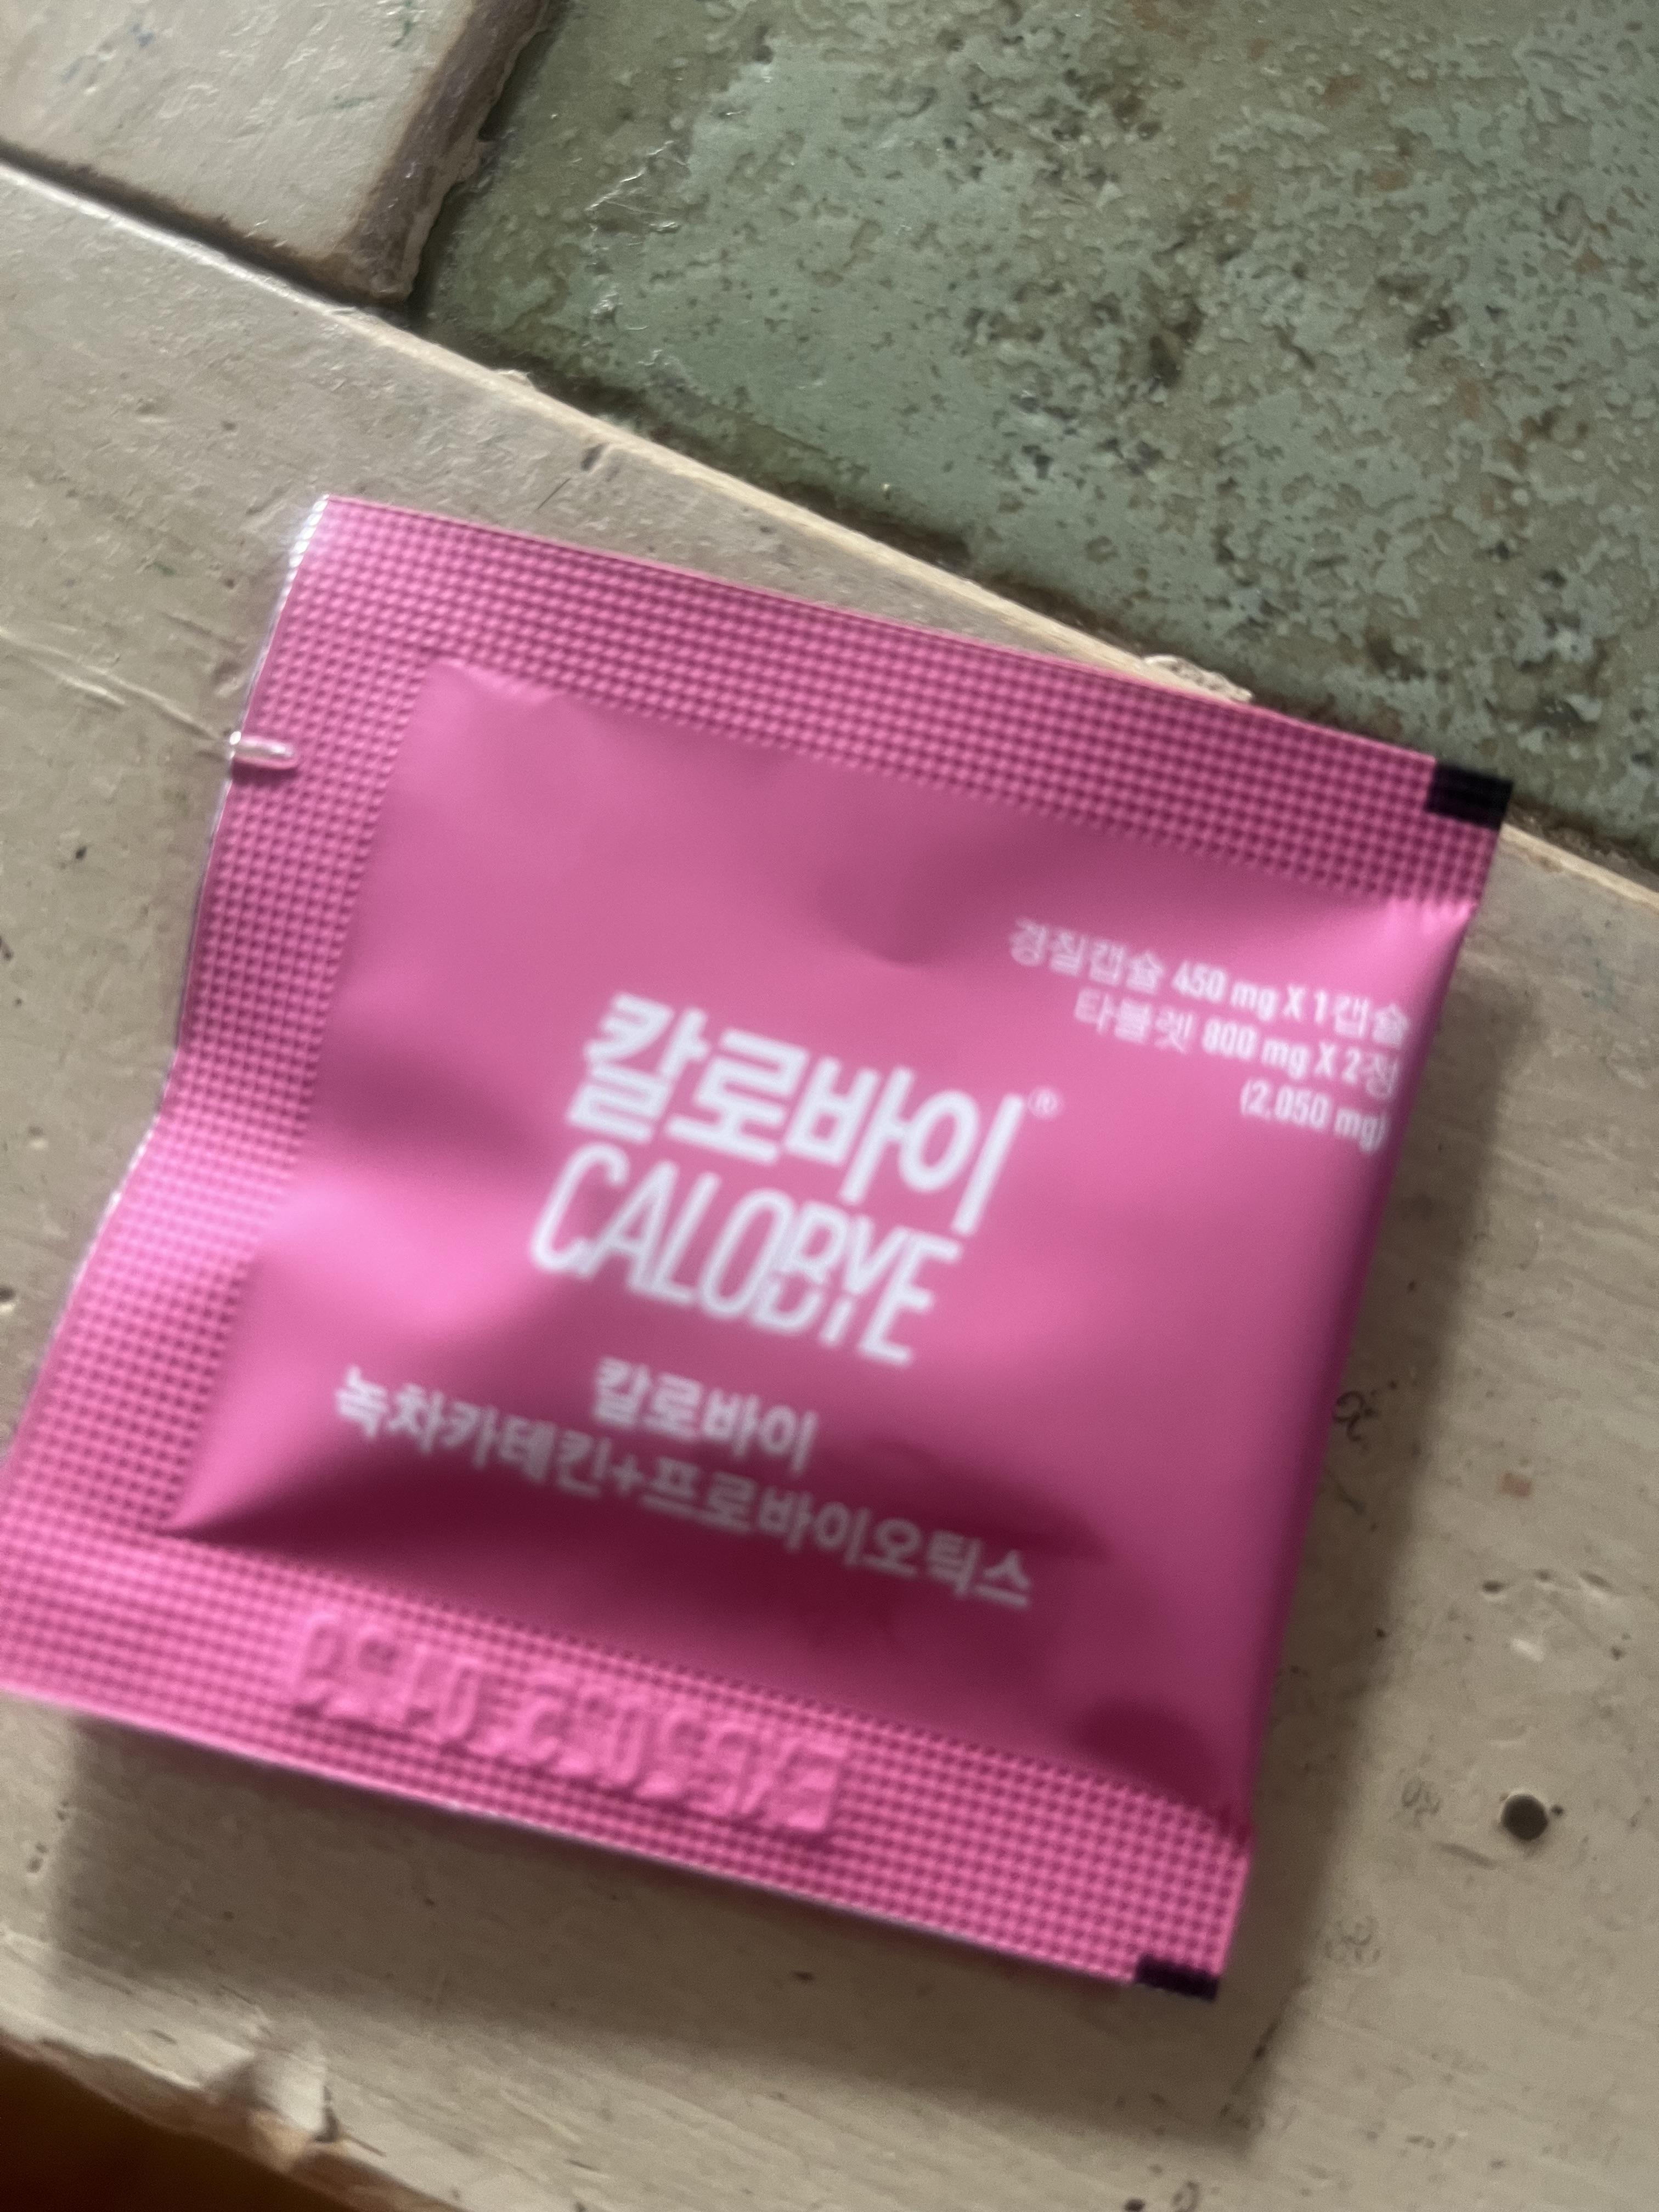 경질캡슐 450 mg X 1캡슐
타블렛 800 mg X 2정
(2,050 mg)
칼로바이®
CALOBYE
칼로바이
녹차카테킨+프로바이오틱스